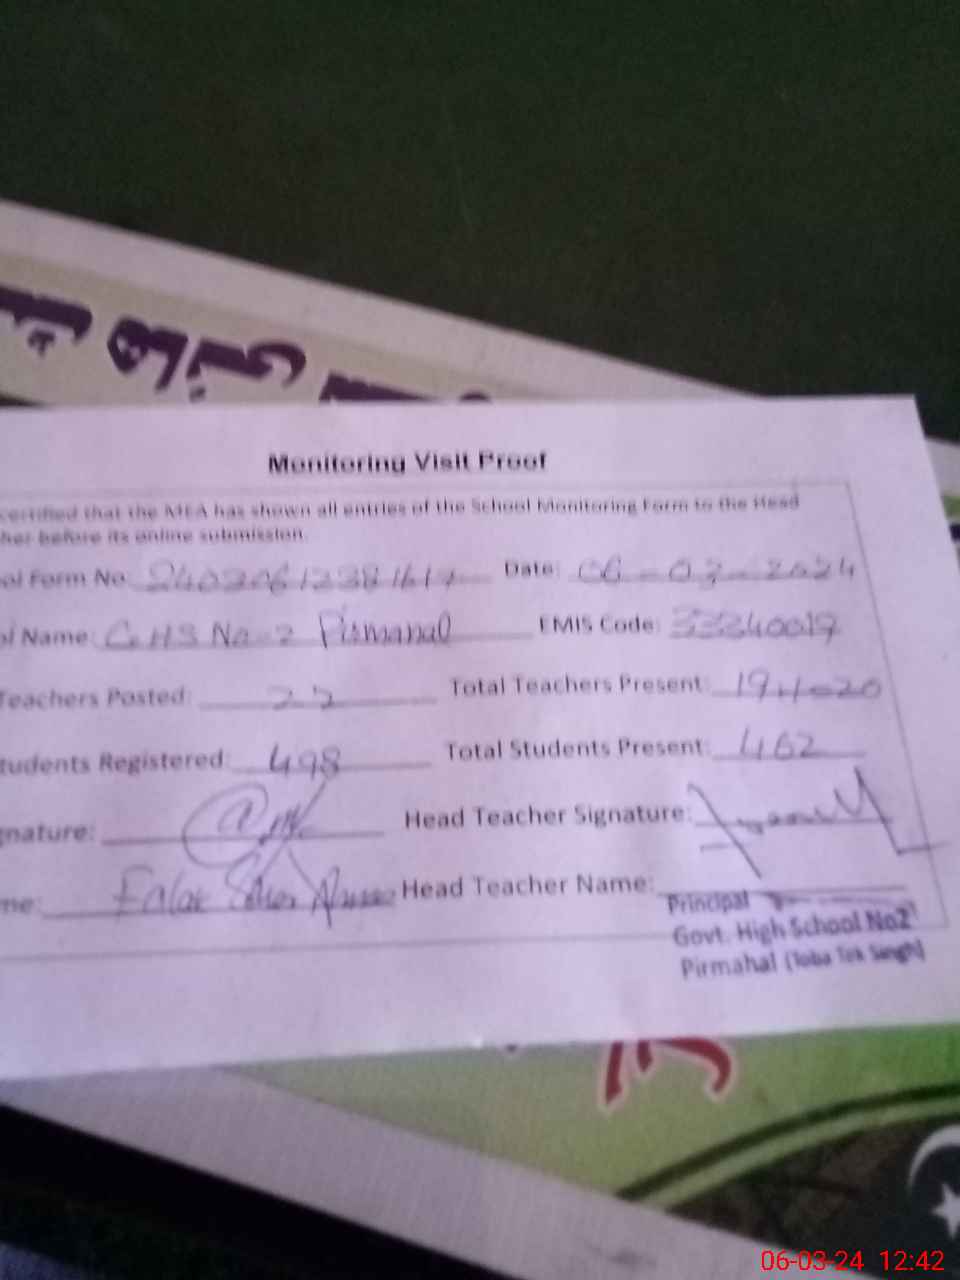 Monitoring Visit Proof
certified that the MEA has shown all entries of the School Monitoring Form to the Head
her before its online submission.
ol Form No Date: 06-03-2024
ol Name: GHS No-2 Pirmahal EMIS Code: 33340019
Teachers Posted: 22 Total Teachers Present: 19+1=20
tudents Registered: 498 Total Students Present: 462
gnature: Head Teacher Signature:
me: Head Teacher Name:
Principal
Govt. High School No2
Pirmahal (Toba Tek Singh)
06-03-24 12:42